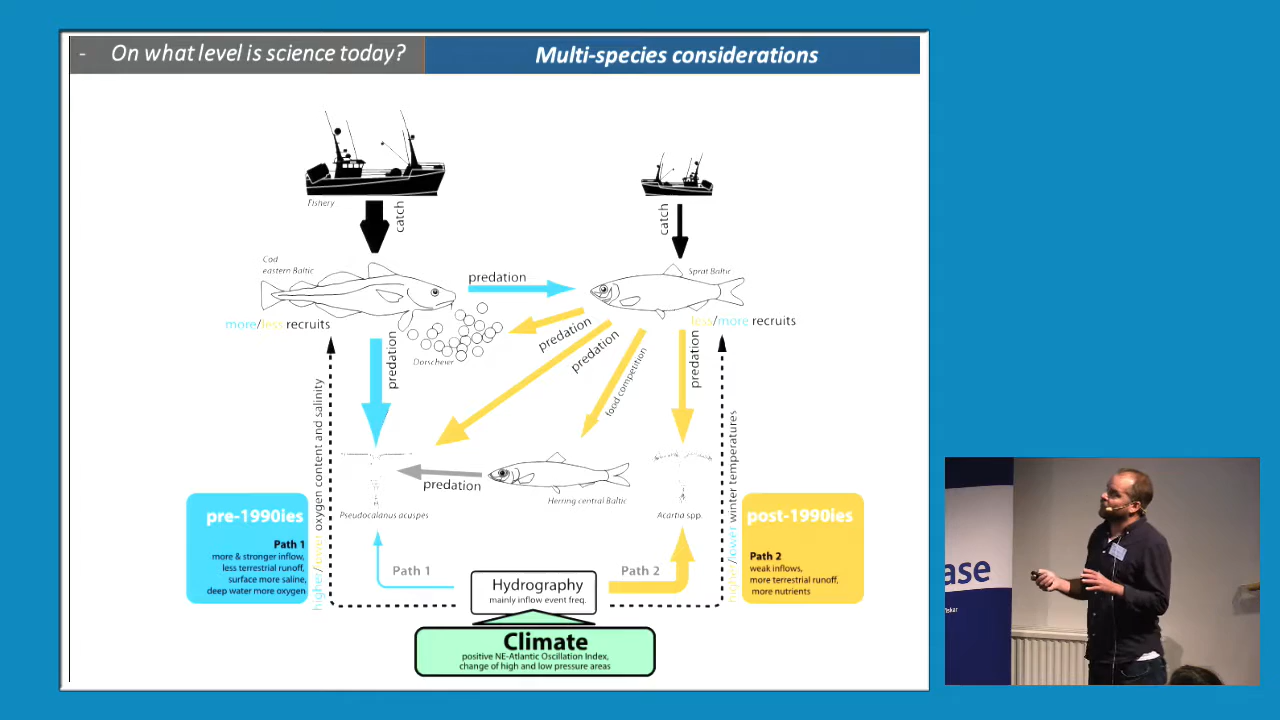 - On what level is science today?
Multi-species considerations
Fishery
catch
catch
Cod
eastern Baltic
predation
Sprat Baltic
more/less recruits
less/more recruits
predation
predation
predation
food competition
predation
Dorscheier
higher/lower oxygen content and salinity
higher/lower winter temperatures
predation
Herring central Baltic
Pseudocalanus acuspes
Acartia spp.
pre-1990ies
Path 1
more & stronger inflow,
less terrestrial runoff,
surface more saline,
deep water more oxygen
post-1990ies
Path 2
weak inflows,
more terrestrial runoff,
more nutrients
Path 1
Path 2
Hydrography
mainly inflow event freq.
Climate
positive NE-Atlantic Oscillation Index,
change of high and low pressure areas
ase
iskar